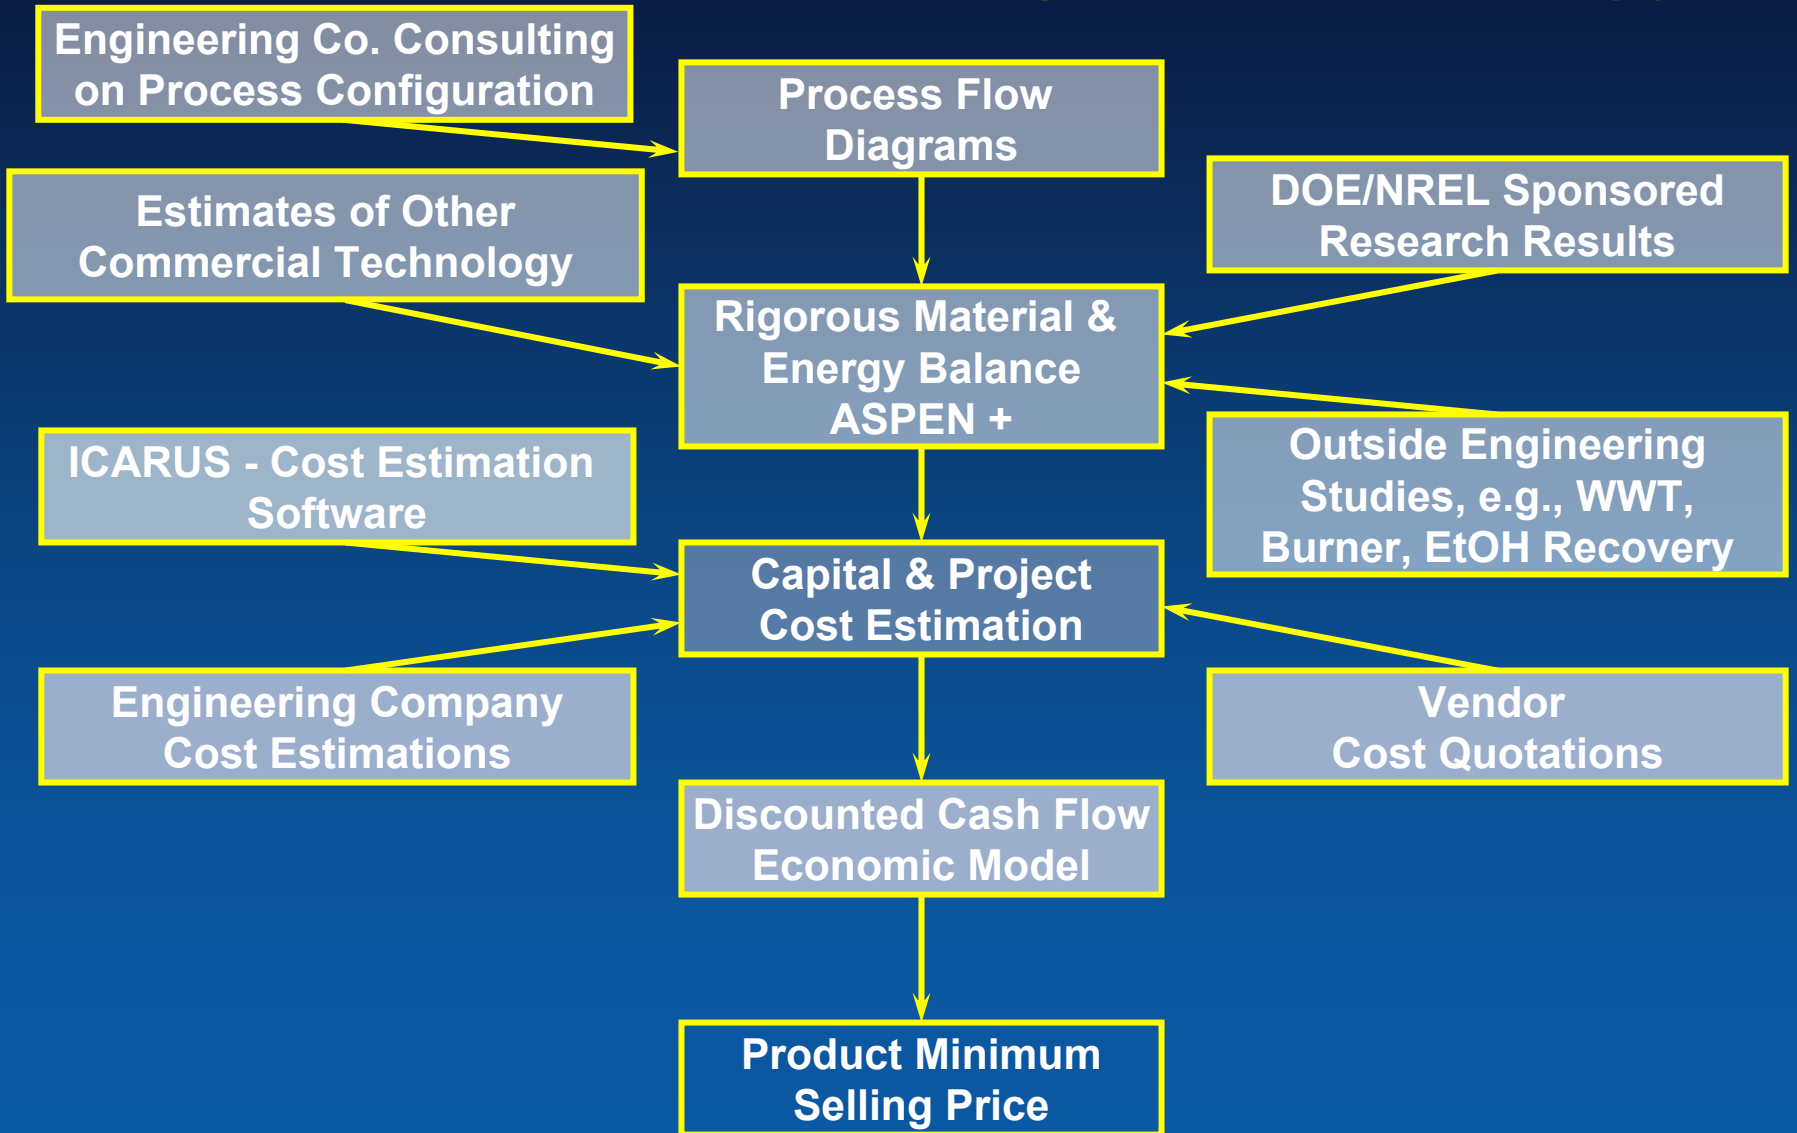 Engineering Co. Consulting
on Process Configuration
Process Flow
Diagrams
Estimates of Other
Commercial Technology
DOE/NREL Sponsored
Research Results
Rigorous Material &
Energy Balance
ASPEN +
ICARUS - Cost Estimation
Software
Outside Engineering
Studies, e.g., WWT,
Burner, EtOH Recovery
Capital & Project
Cost Estimation
Engineering Company
Cost Estimations
Vendor
Cost Quotations
Discounted Cash Flow
Economic Model
Product Minimum
Selling Price